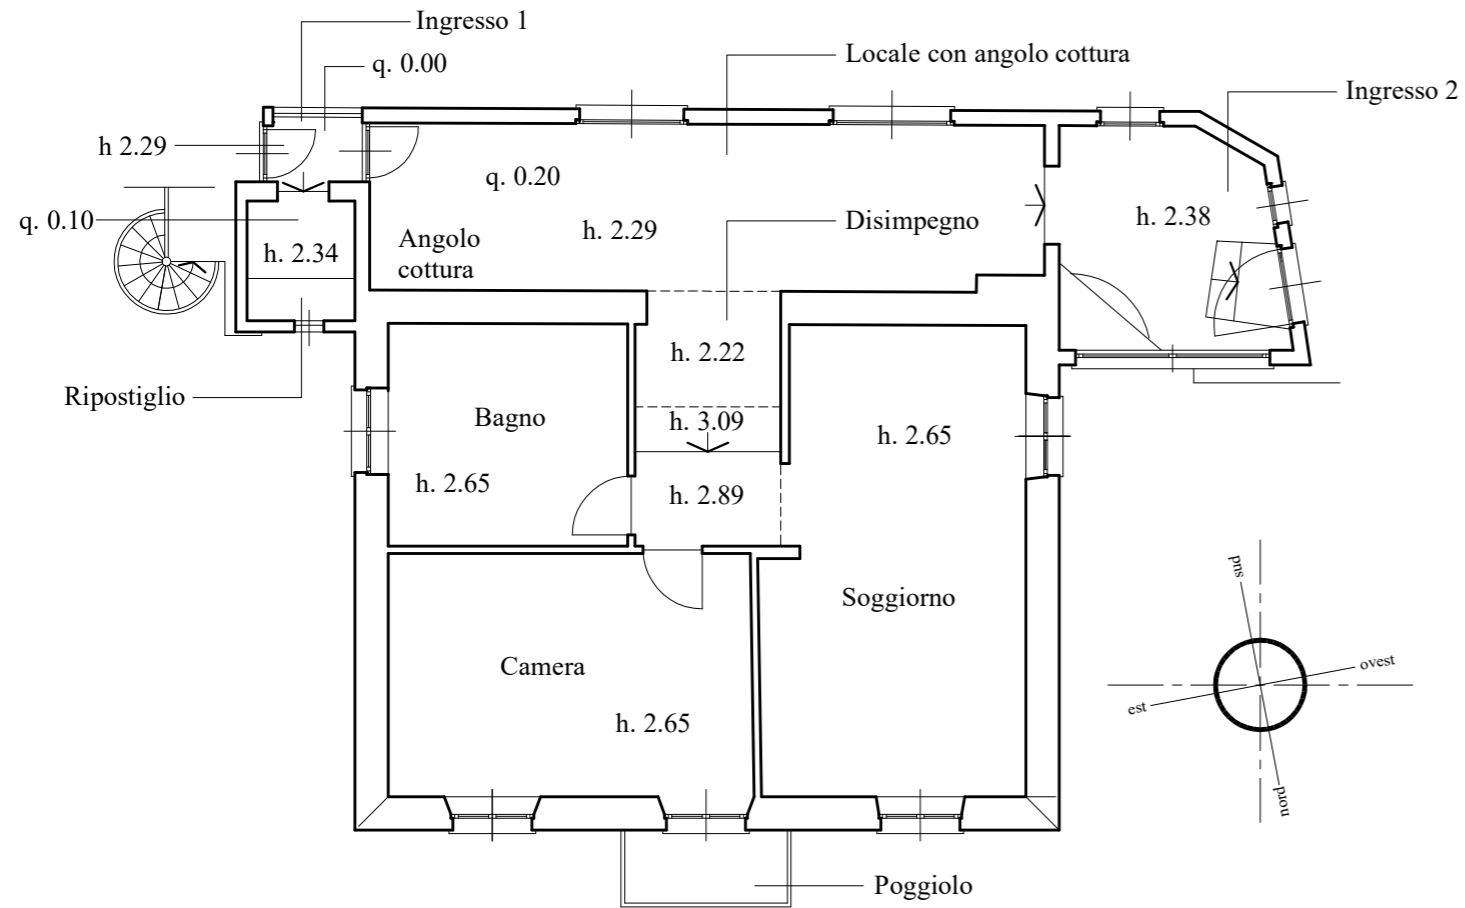 Ingresso 1
q. 0.00
Locale con angolo cottura
Ingresso 2
h 2.29
q. 0.20
q. 0.10
h. 2.34
Angolo
cottura
h. 2.29
Disimpegno
h. 2.38
h. 2.22
Ripostiglio
Bagno
h. 3.09
h. 2.65
h. 2.65
h. 2.89
Soggiorno
Camera
h. 2.65
sud
ovest
est
nord
Poggiolo